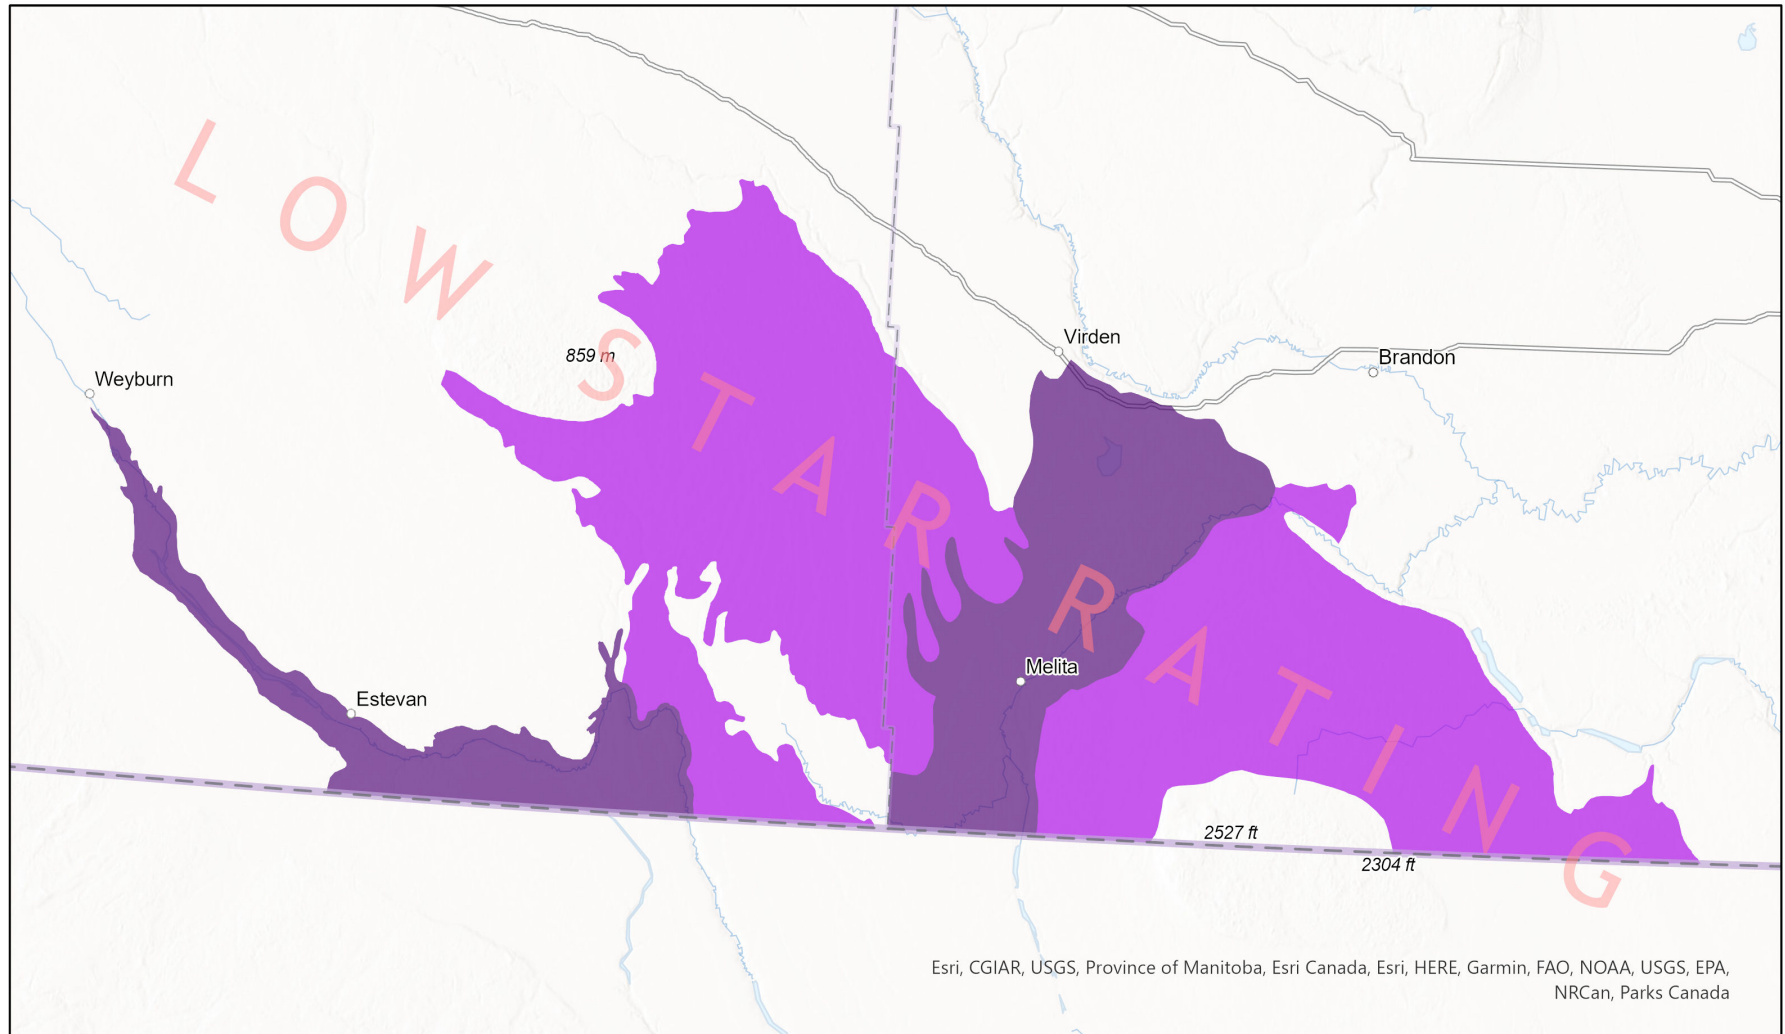 LOW STAR RATING
Virden
859 m
Brandon
Weyburn
Melita
Estevan
2527 ft
2304 ft
Esri, CGIAR, USGS, Province of Manitoba, Esri Canada, Esri, HERE, Garmin, FAO, NOAA, USGS, EPA,
NRCan, Parks Canada